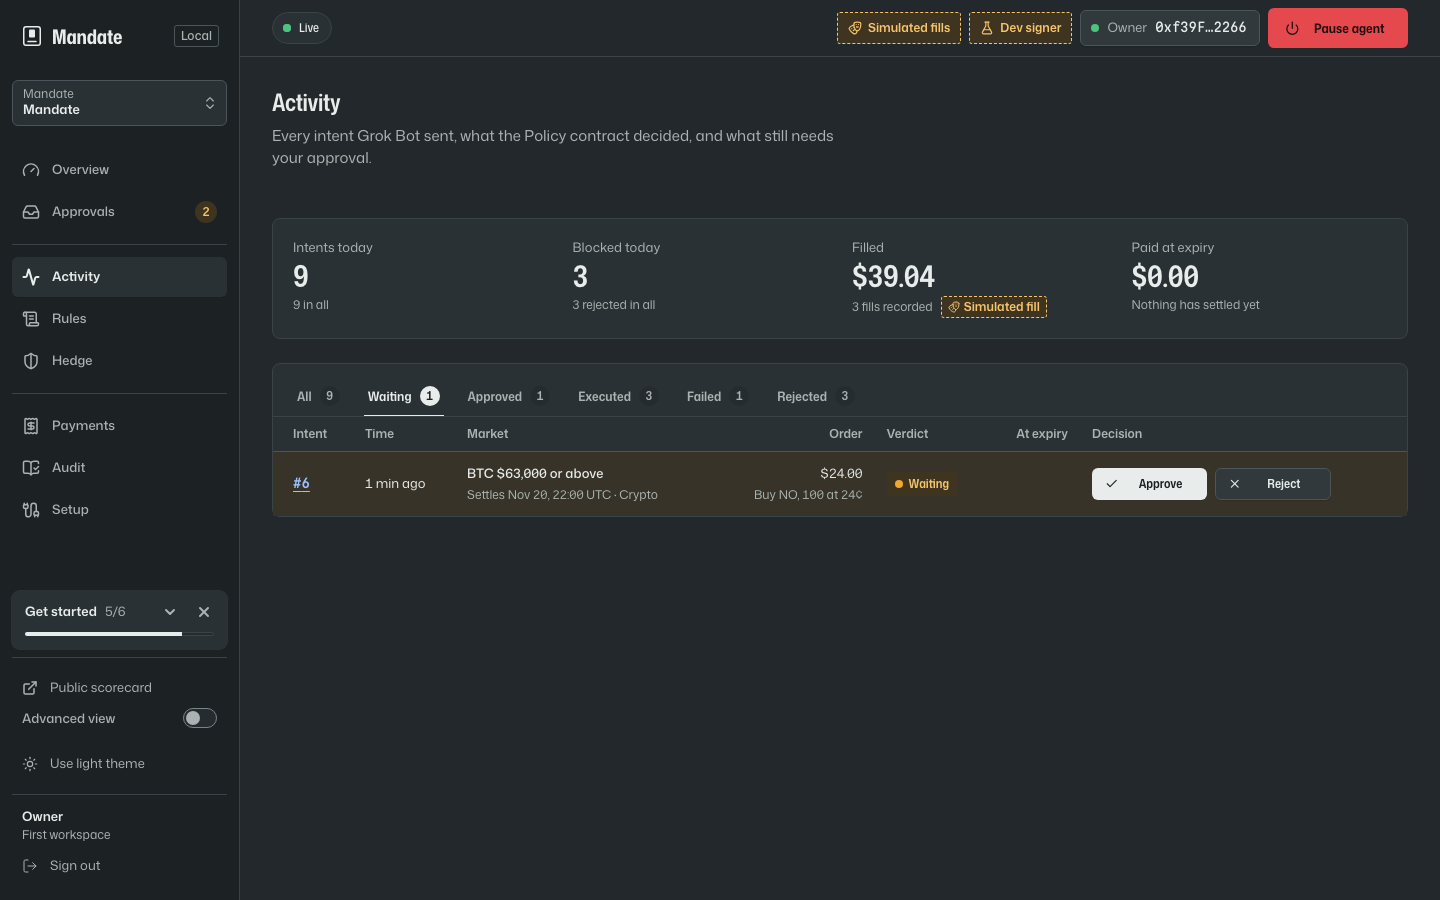 Mandate
Local
Mandate
Mandate
Overview
Approvals 2
Activity
Rules
Hedge
Payments
Audit
Setup
Get started 5/6
Public scorecard
Advanced view
Use light theme
Owner
First workspace
Sign out
Live
Simulated fills
Dev signer
Owner 0xf39F…2266
Pause agent
Activity
Every intent Grok Bot sent, what the Policy contract decided, and what still needs
your approval.
Intents today
9
9 in all
Blocked today
3
3 rejected in all
Filled
$39.04
3 fills recorded Simulated fill
Paid at expiry
$0.00
Nothing has settled yet
All 9 Waiting 1 Approved 1 Executed 3 Failed 1 Rejected 3
Intent Time Market Order Verdict At expiry Decision
#6
1 min ago
BTC $63,000 or above
Settles Nov 20, 22:00 UTC · Crypto
$24.00
Buy NO, 100 at 24¢
Waiting
Approve
Reject